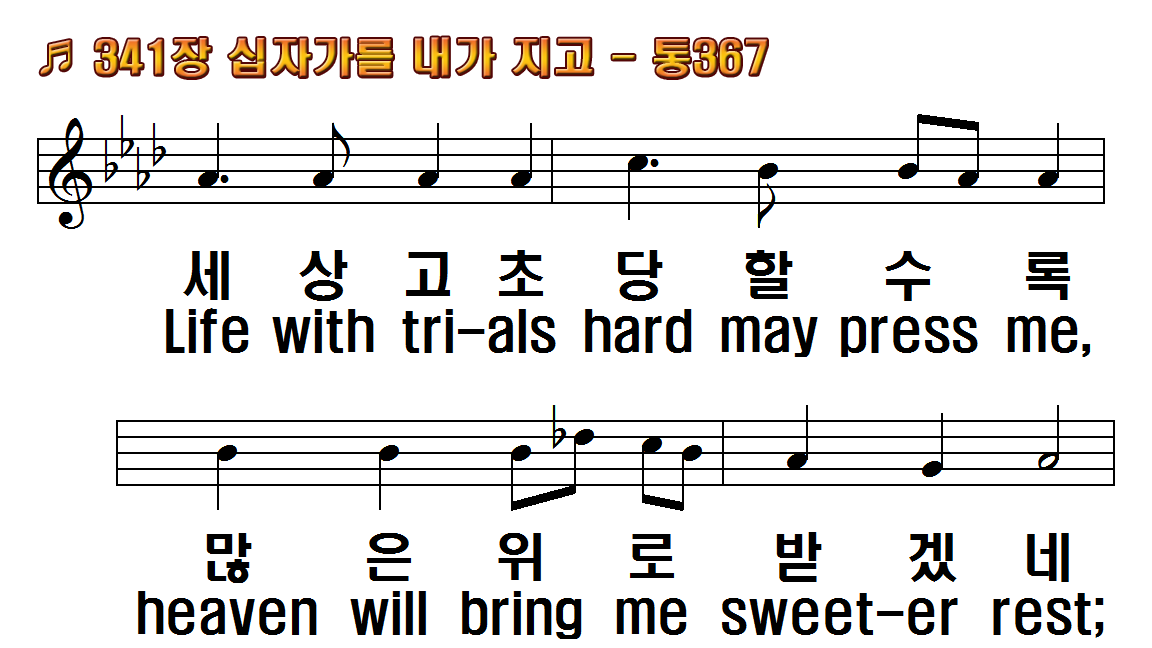 ♬ 341장 십자가를 내가 지고 - 통367
세 상 고 초 당 할 수 록
Life with tri-als hard may press me,
많 은 위 로 받 겠 네
heaven will bring me sweet-er rest;